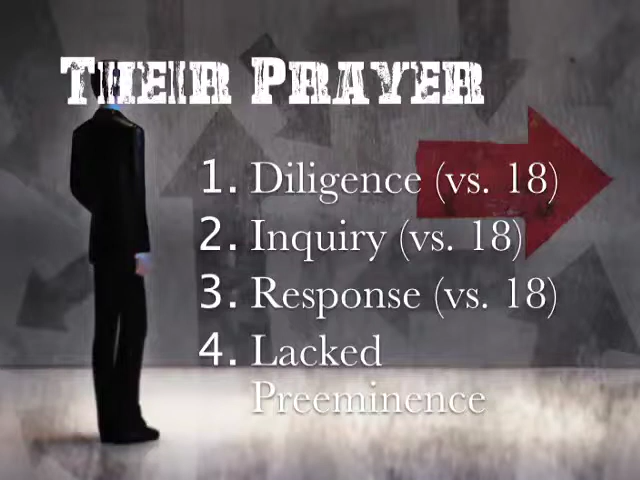 THEIR PRAYER
1. Diligence (vs. 18)
2. Inquiry (vs. 18)
3. Response (vs. 18)
4. Lacked
Preeminence